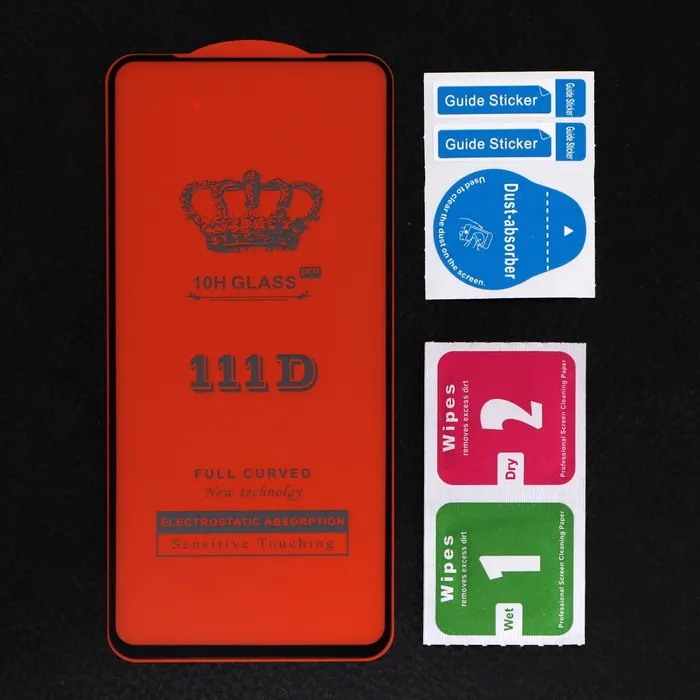 10H GLASS pro
111D
FULL CURVED
New technolgy
ELECTROSTATIC ABSORPTION
Sensitive Touching
Guide Sticker
Guide Sticker
Guide Sticker
Guide Sticker
Dust-absorber
Used to clear the dust on the screen.
Wipes
removes excess dirt
2
Dry
Professional Screen Cleaning Paper
Wipes
removes excess dirt
1
Wet
Professional Screen Cleaning Paper